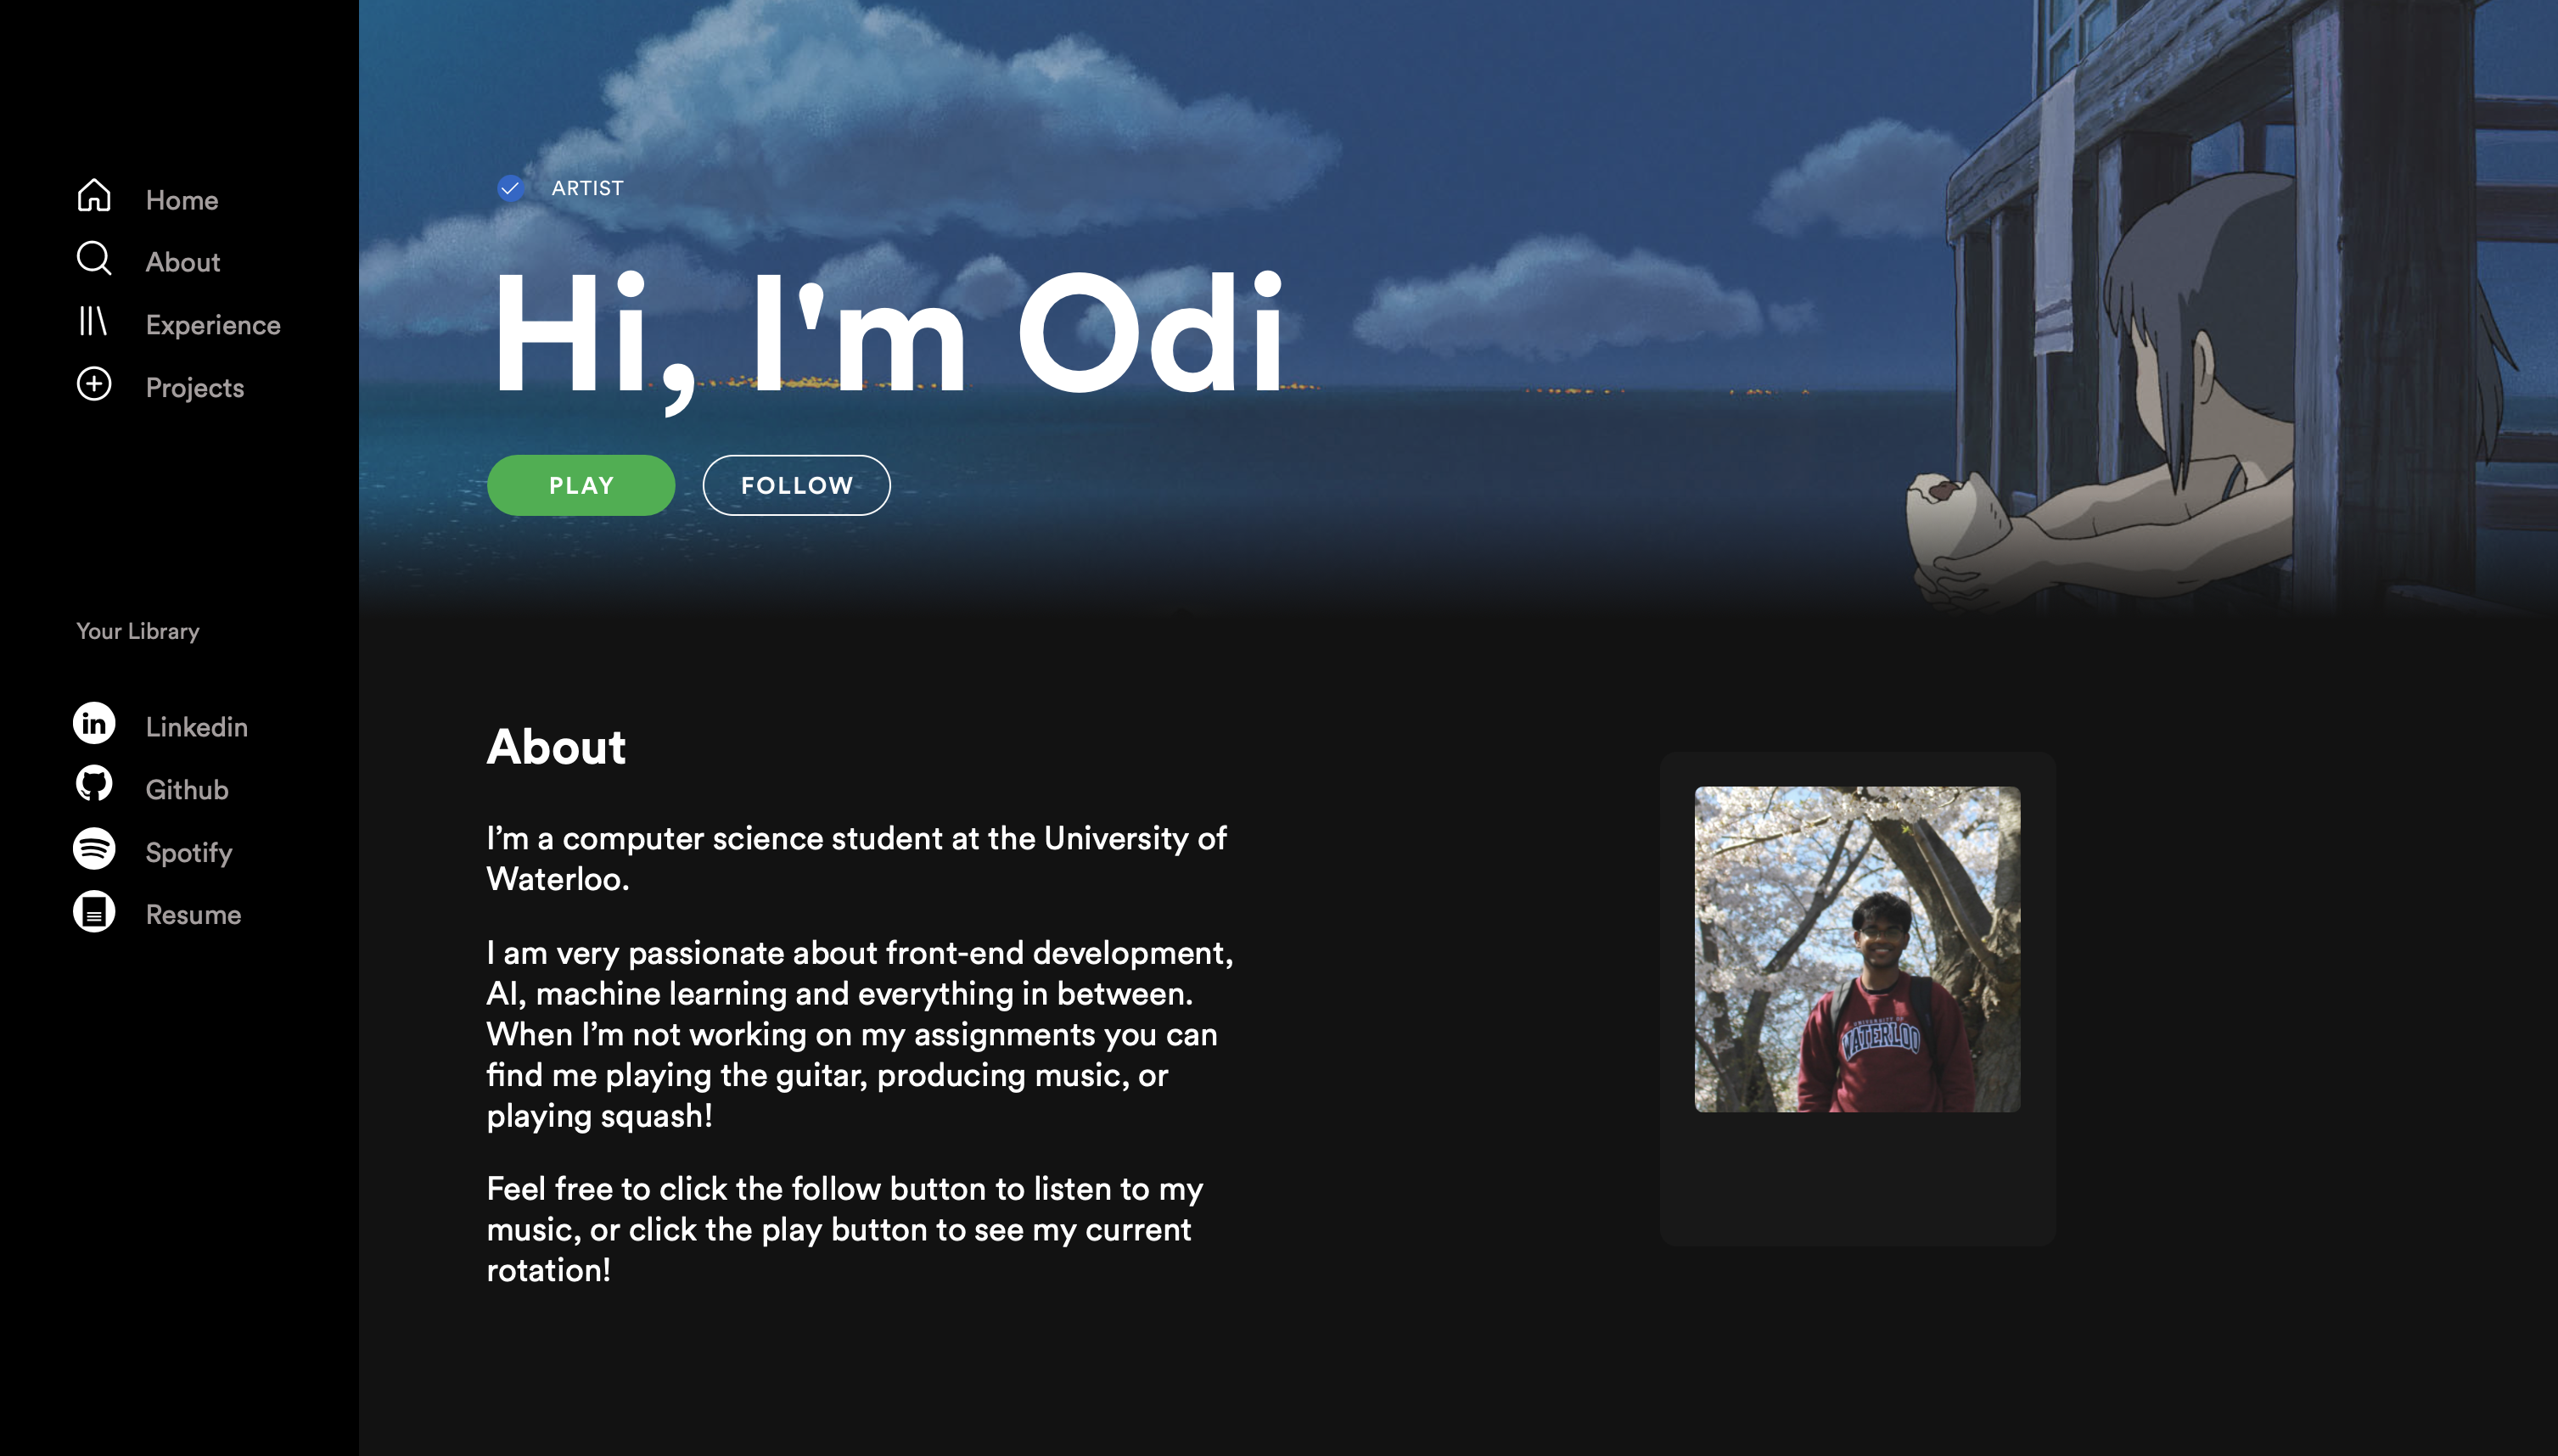 Home
About
Experience
Projects
Your Library
in Linkedin
Github
Spotify
Resume
ARTIST
Hi, I'm Odi
PLAY
FOLLOW
About
I’m a computer science student at the University of
Waterloo.
I am very passionate about front-end development,
AI, machine learning and everything in between.
When I’m not working on my assignments you can
find me playing the guitar, producing music, or
playing squash!
Feel free to click the follow button to listen to my
music, or click the play button to see my current
rotation!
UNIVERSITY OF
WATERLOO